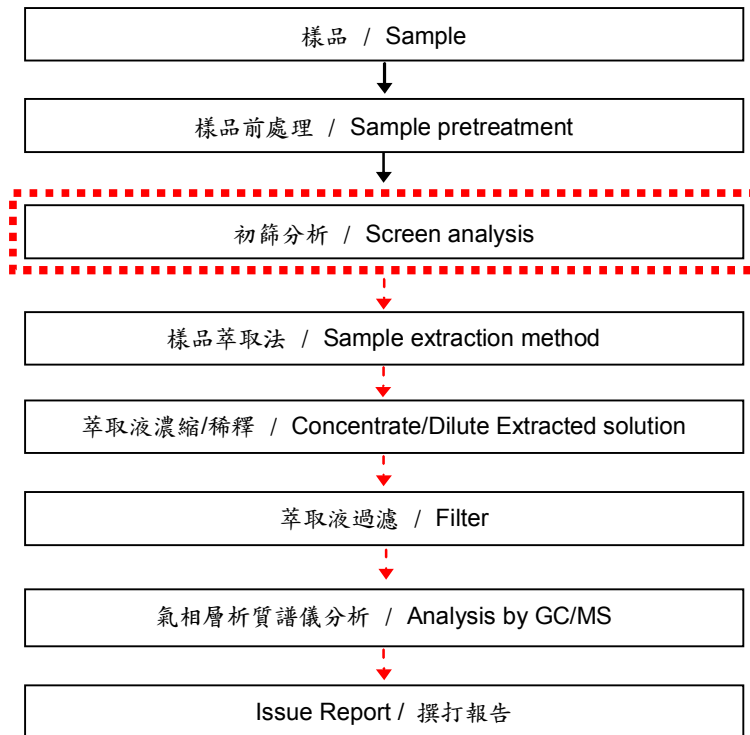 樣品 / Sample
樣品前處理 / Sample pretreatment
初篩分析 / Screen analysis
樣品萃取法 / Sample extraction method
萃取液濃縮/稀釋 / Concentrate/Dilute Extracted solution
萃取液過濾 / Filter
氣相層析質譜儀分析 / Analysis by GC/MS
Issue Report / 撰打報告